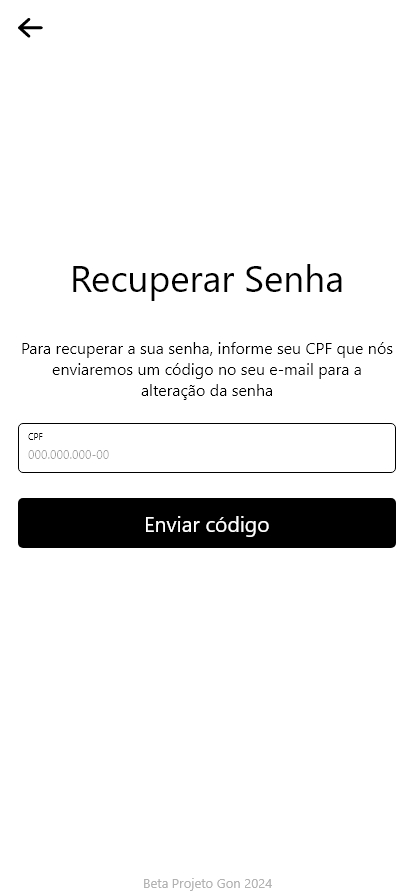 Recuperar Senha
Para recuperar a sua senha, informe seu CPF que nós
enviaremos um código no seu e-mail para a
alteração da senha
CPF
000.000.000-00
Enviar código
Beta Projeto Gon 2024